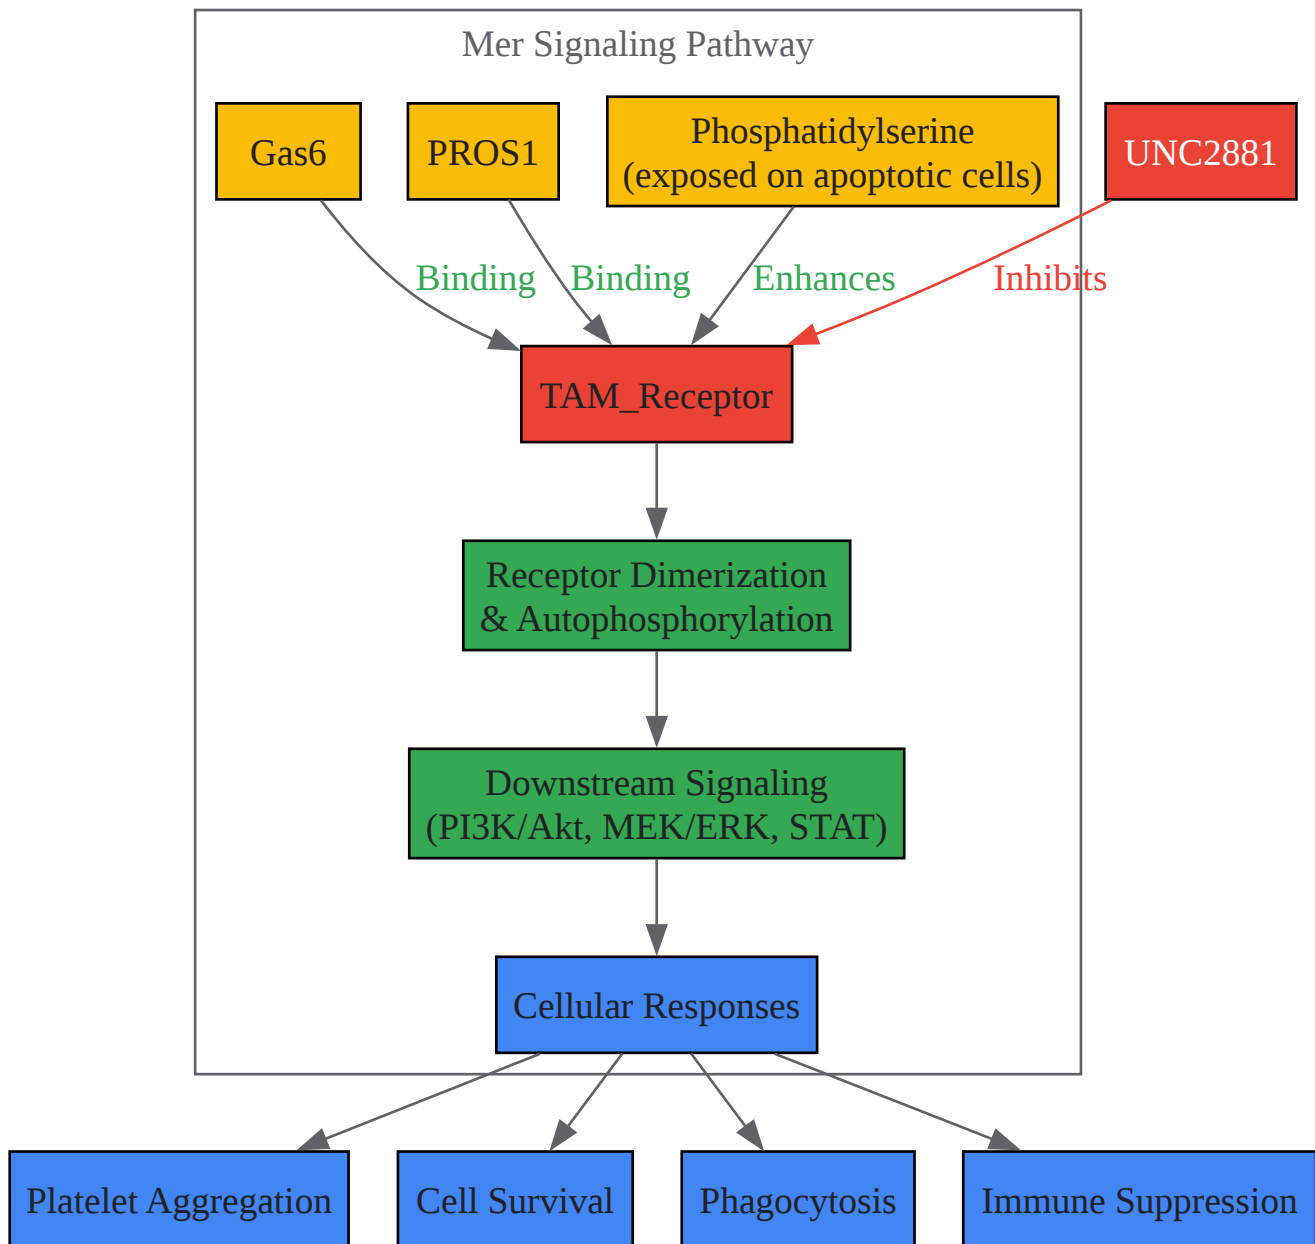 Mer Signaling Pathway
Gas6
PROS1
Phosphatidylserine
(exposed on apoptotic cells)
UNC2881
Binding
Binding
Enhances
Inhibits
TAM_Receptor
Receptor Dimerization
& Autophosphorylation
Downstream Signaling
(PI3K/Akt, MEK/ERK, STAT)
Cellular Responses
Platelet Aggregation
Cell Survival
Phagocytosis
Immune Suppression